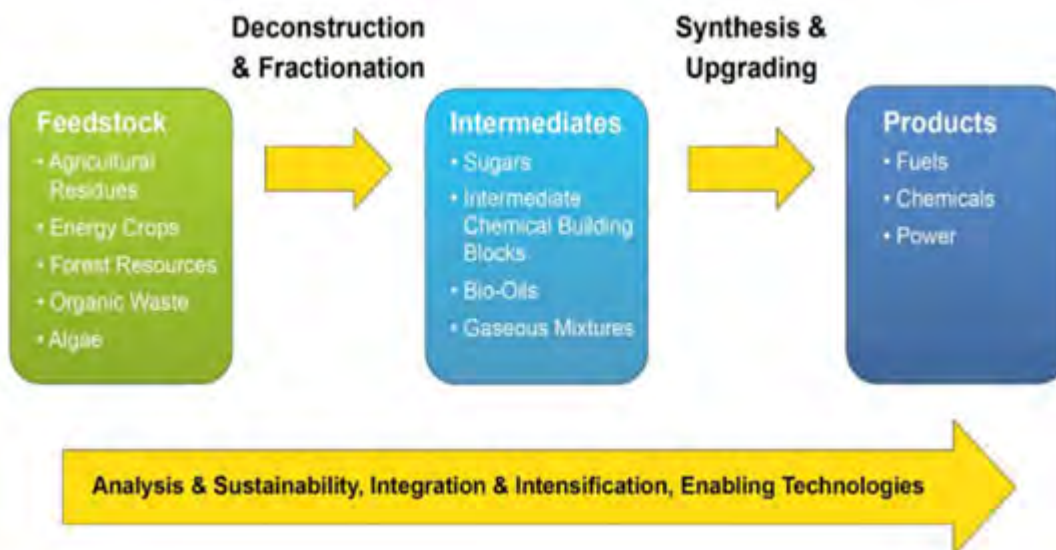 Deconstruction
& Fractionation
Synthesis &
Upgrading
Feedstock
• Agricultural
Residues
• Energy Crops
• Forest Resources
• Organic Waste
• Algae
Intermediates
• Sugars
• Intermediate
Chemical Building
Blocks
• Bio-Oils
• Gaseous Mixtures
Products
• Fuels
• Chemicals
• Power
Analysis & Sustainability, Integration & Intensification, Enabling Technologies